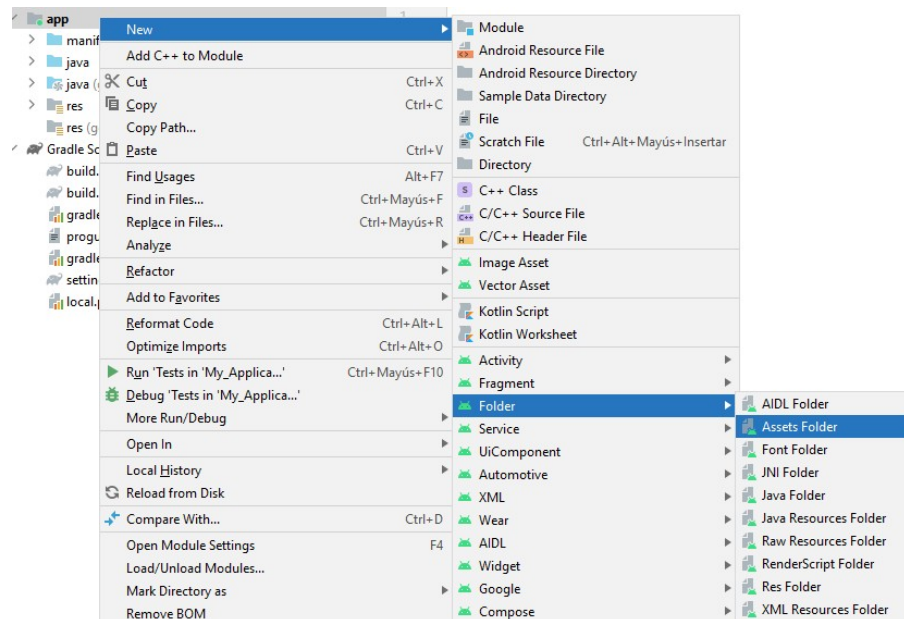 app
manif
java
java (
res
res (g
Gradle Sc
build.
build.
gradle
progu
gradle
settin
local.p
1
New
Add C++ to Module
Cut Ctrl+X
Copy Ctrl+C
Copy Path...
Paste Ctrl+V
Find Usages Alt+F7
Find in Files... Ctrl+Mayús+F
Replace in Files... Ctrl+Mayús+R
Analyze
Refactor
Add to Favorites
Reformat Code Ctrl+Alt+L
Optimize Imports Ctrl+Alt+O
Run 'Tests in 'My_Applica...' Ctrl+Mayús+F10
Debug 'Tests in 'My_Applica...'
More Run/Debug
Open In
Local History
Reload from Disk
Compare With... Ctrl+D
Open Module Settings F4
Load/Unload Modules...
Mark Directory as
Remove BOM
Module
Android Resource File
Android Resource Directory
Sample Data Directory
File
Scratch File Ctrl+Alt+Mayús+Insertar
Directory
S C++ Class
C++ C/C++ Source File
H C/C++ Header File
Image Asset
Vector Asset
Kotlin Script
Kotlin Worksheet
Activity
Fragment
Folder
Service
UiComponent
Automotive
XML
Wear
AIDL
Widget
Google
Compose
AIDL Folder
Assets Folder
Font Folder
JNI Folder
Java Folder
Java Resources Folder
Raw Resources Folder
RenderScript Folder
Res Folder
XML Resources Folder